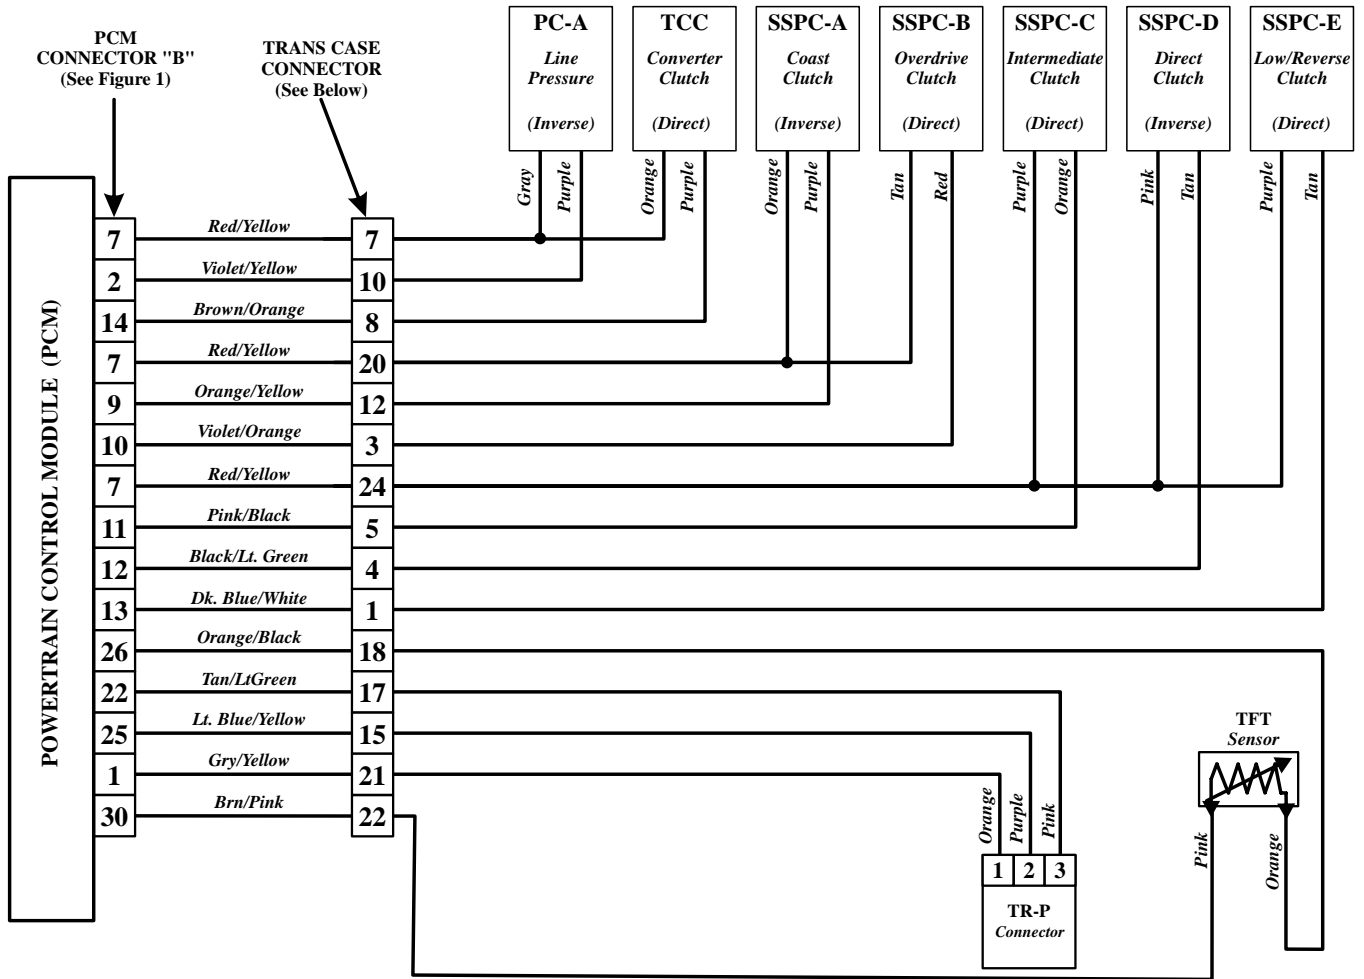 PCM
CONNECTOR "B"
(See Figure 1)
TRANS CASE
CONNECTOR
(See Below)
PC-A
Line
Pressure
(Inverse)
TCC
Converter
Clutch
(Direct)
SSPC-A
Coast
Clutch
(Inverse)
SSPC-B
Overdrive
Clutch
(Direct)
SSPC-C
Intermediate
Clutch
(Direct)
SSPC-D
Direct
Clutch
(Inverse)
SSPC-E
Low/Reverse
Clutch
(Direct)
Gray
Purple
Orange
Purple
Orange
Purple
Tan
Red
Purple
Orange
Pink
Tan
Purple
Tan
POWERTRAIN CONTROL MODULE (PCM)
7 Red/Yellow 7
2 Violet/Yellow 10
14 Brown/Orange 8
7 Red/Yellow 20
9 Orange/Yellow 12
10 Violet/Orange 3
7 Red/Yellow 24
11 Pink/Black 5
12 Black/Lt. Green 4
13 Dk. Blue/White 1
26 Orange/Black 18
22 Tan/LtGreen 17
25 Lt. Blue/Yellow 15
1 Gry/Yellow 21
30 Brn/Pink 22
Orange
Purple
Pink
1 2 3
TR-P
Connector
TFT
Sensor
Pink
Orange